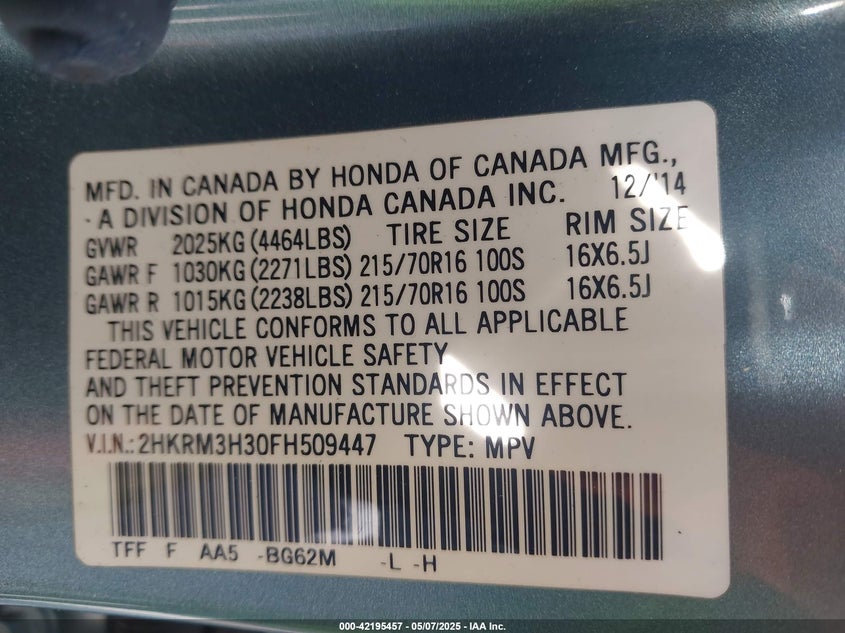 MFD. IN CANADA BY HONDA OF CANADA MFG.,
- A DIVISION OF HONDA CANADA INC. 12/'14
GVWR 2025KG (4464LBS) TIRE SIZE RIM SIZE
GAWR F 1030KG (2271LBS) 215/70R16 100S 16X6.5J
GAWR R 1015KG (2238LBS) 215/70R16 100S 16X6.5J
THIS VEHICLE CONFORMS TO ALL APPLICABLE
FEDERAL MOTOR VEHICLE SAFETY
AND THEFT PREVENTION STANDARDS IN EFFECT
ON THE DATE OF MANUFACTURE SHOWN ABOVE.
V.I.N.: 2HKRM3H30FH509447 TYPE: MPV
TFF F AA5 -BG62M -L -H
000-42195457 - 05/07/2025 - IAA Inc.